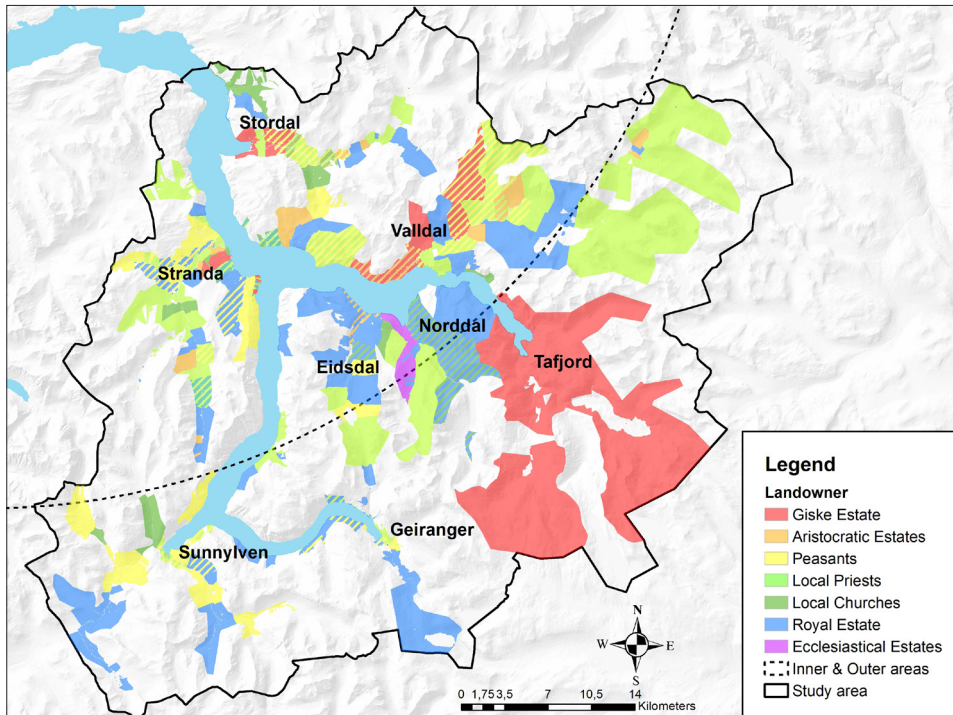 Stordal
Valldal
Stranda
Norddal
Eidsdal
Tafjord
Geiranger
Sunnylven
Legend
Landowner
Giske Estate
Aristocratic Estates
Peasants
Local Priests
Local Churches
Royal Estate
Ecclesiastical Estates
Inner & Outer areas
Study area
N
W E
S
0 1,75 3,5 7 10,5 14
Kilometers